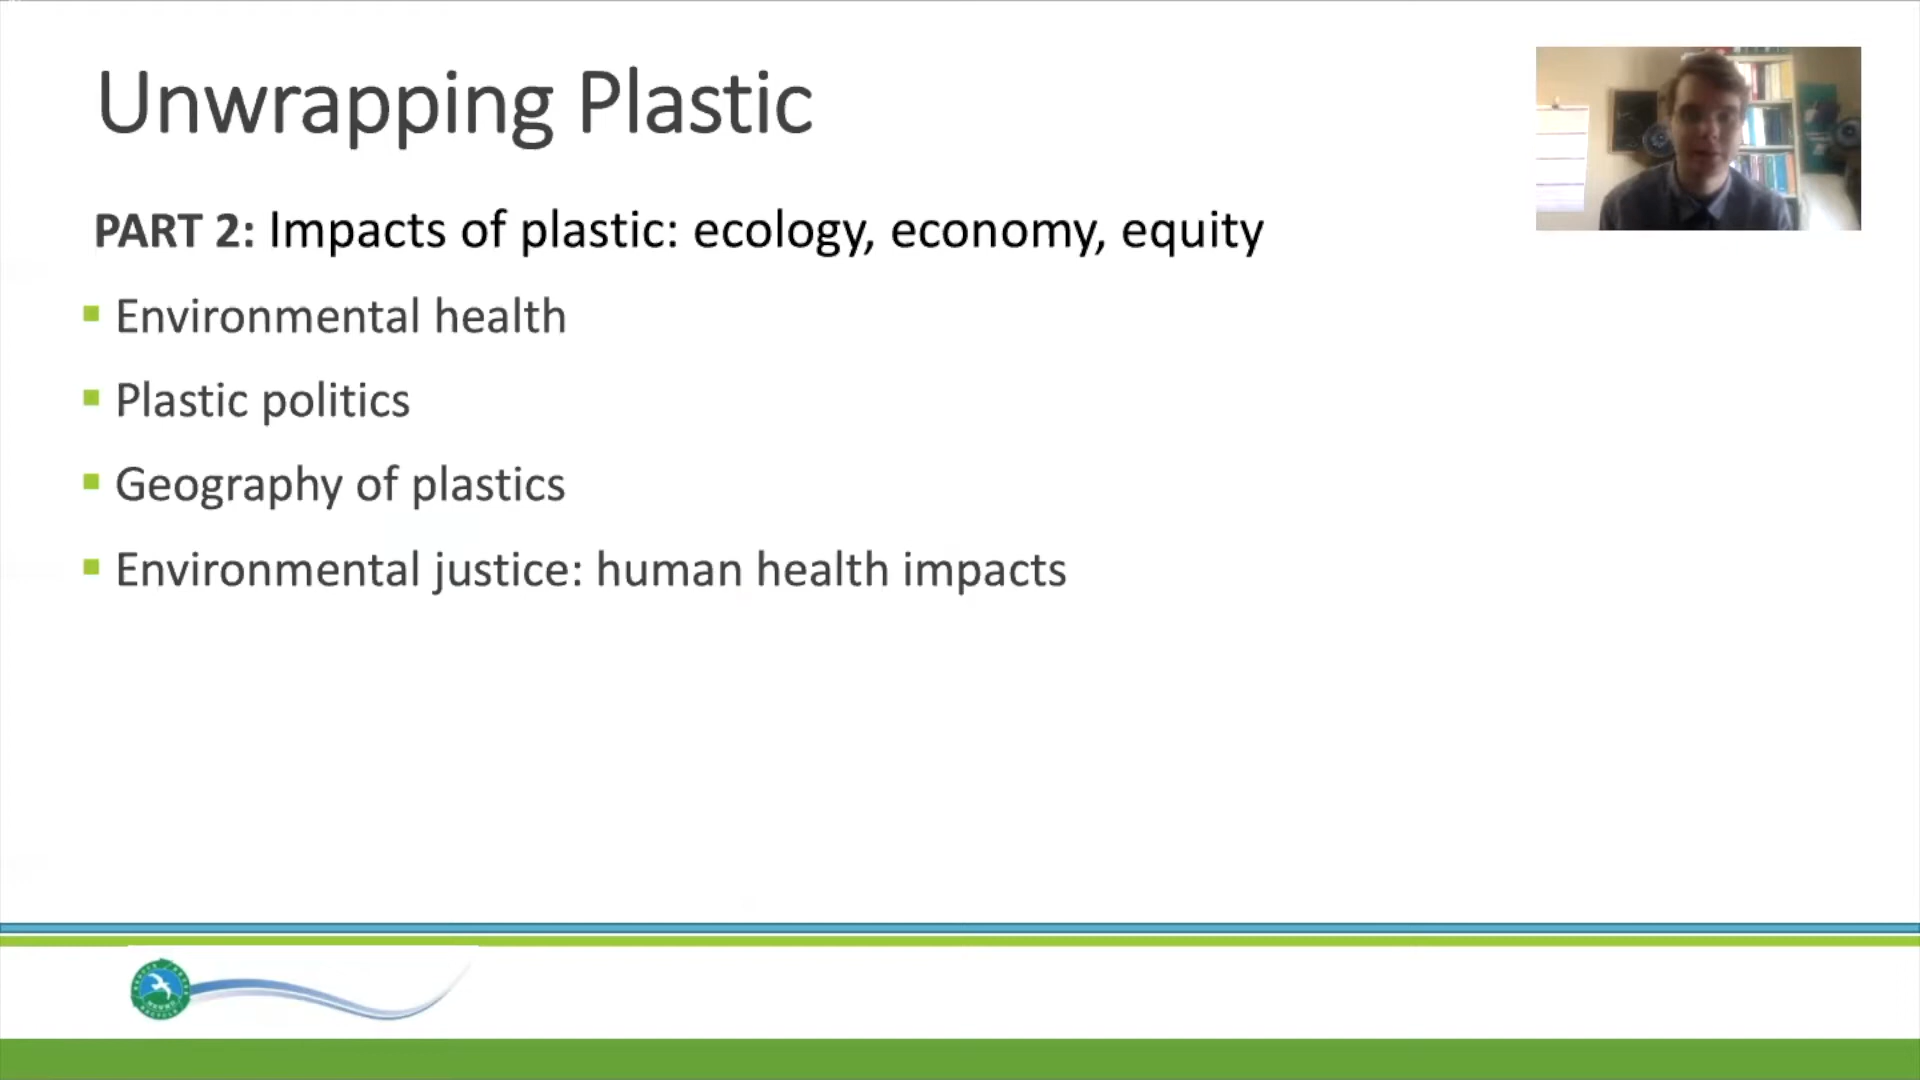 Unwrapping Plastic
PART 2: Impacts of plastic: ecology, economy, equity
Environmental health
Plastic politics
Geography of plastics
Environmental justice: human health impacts